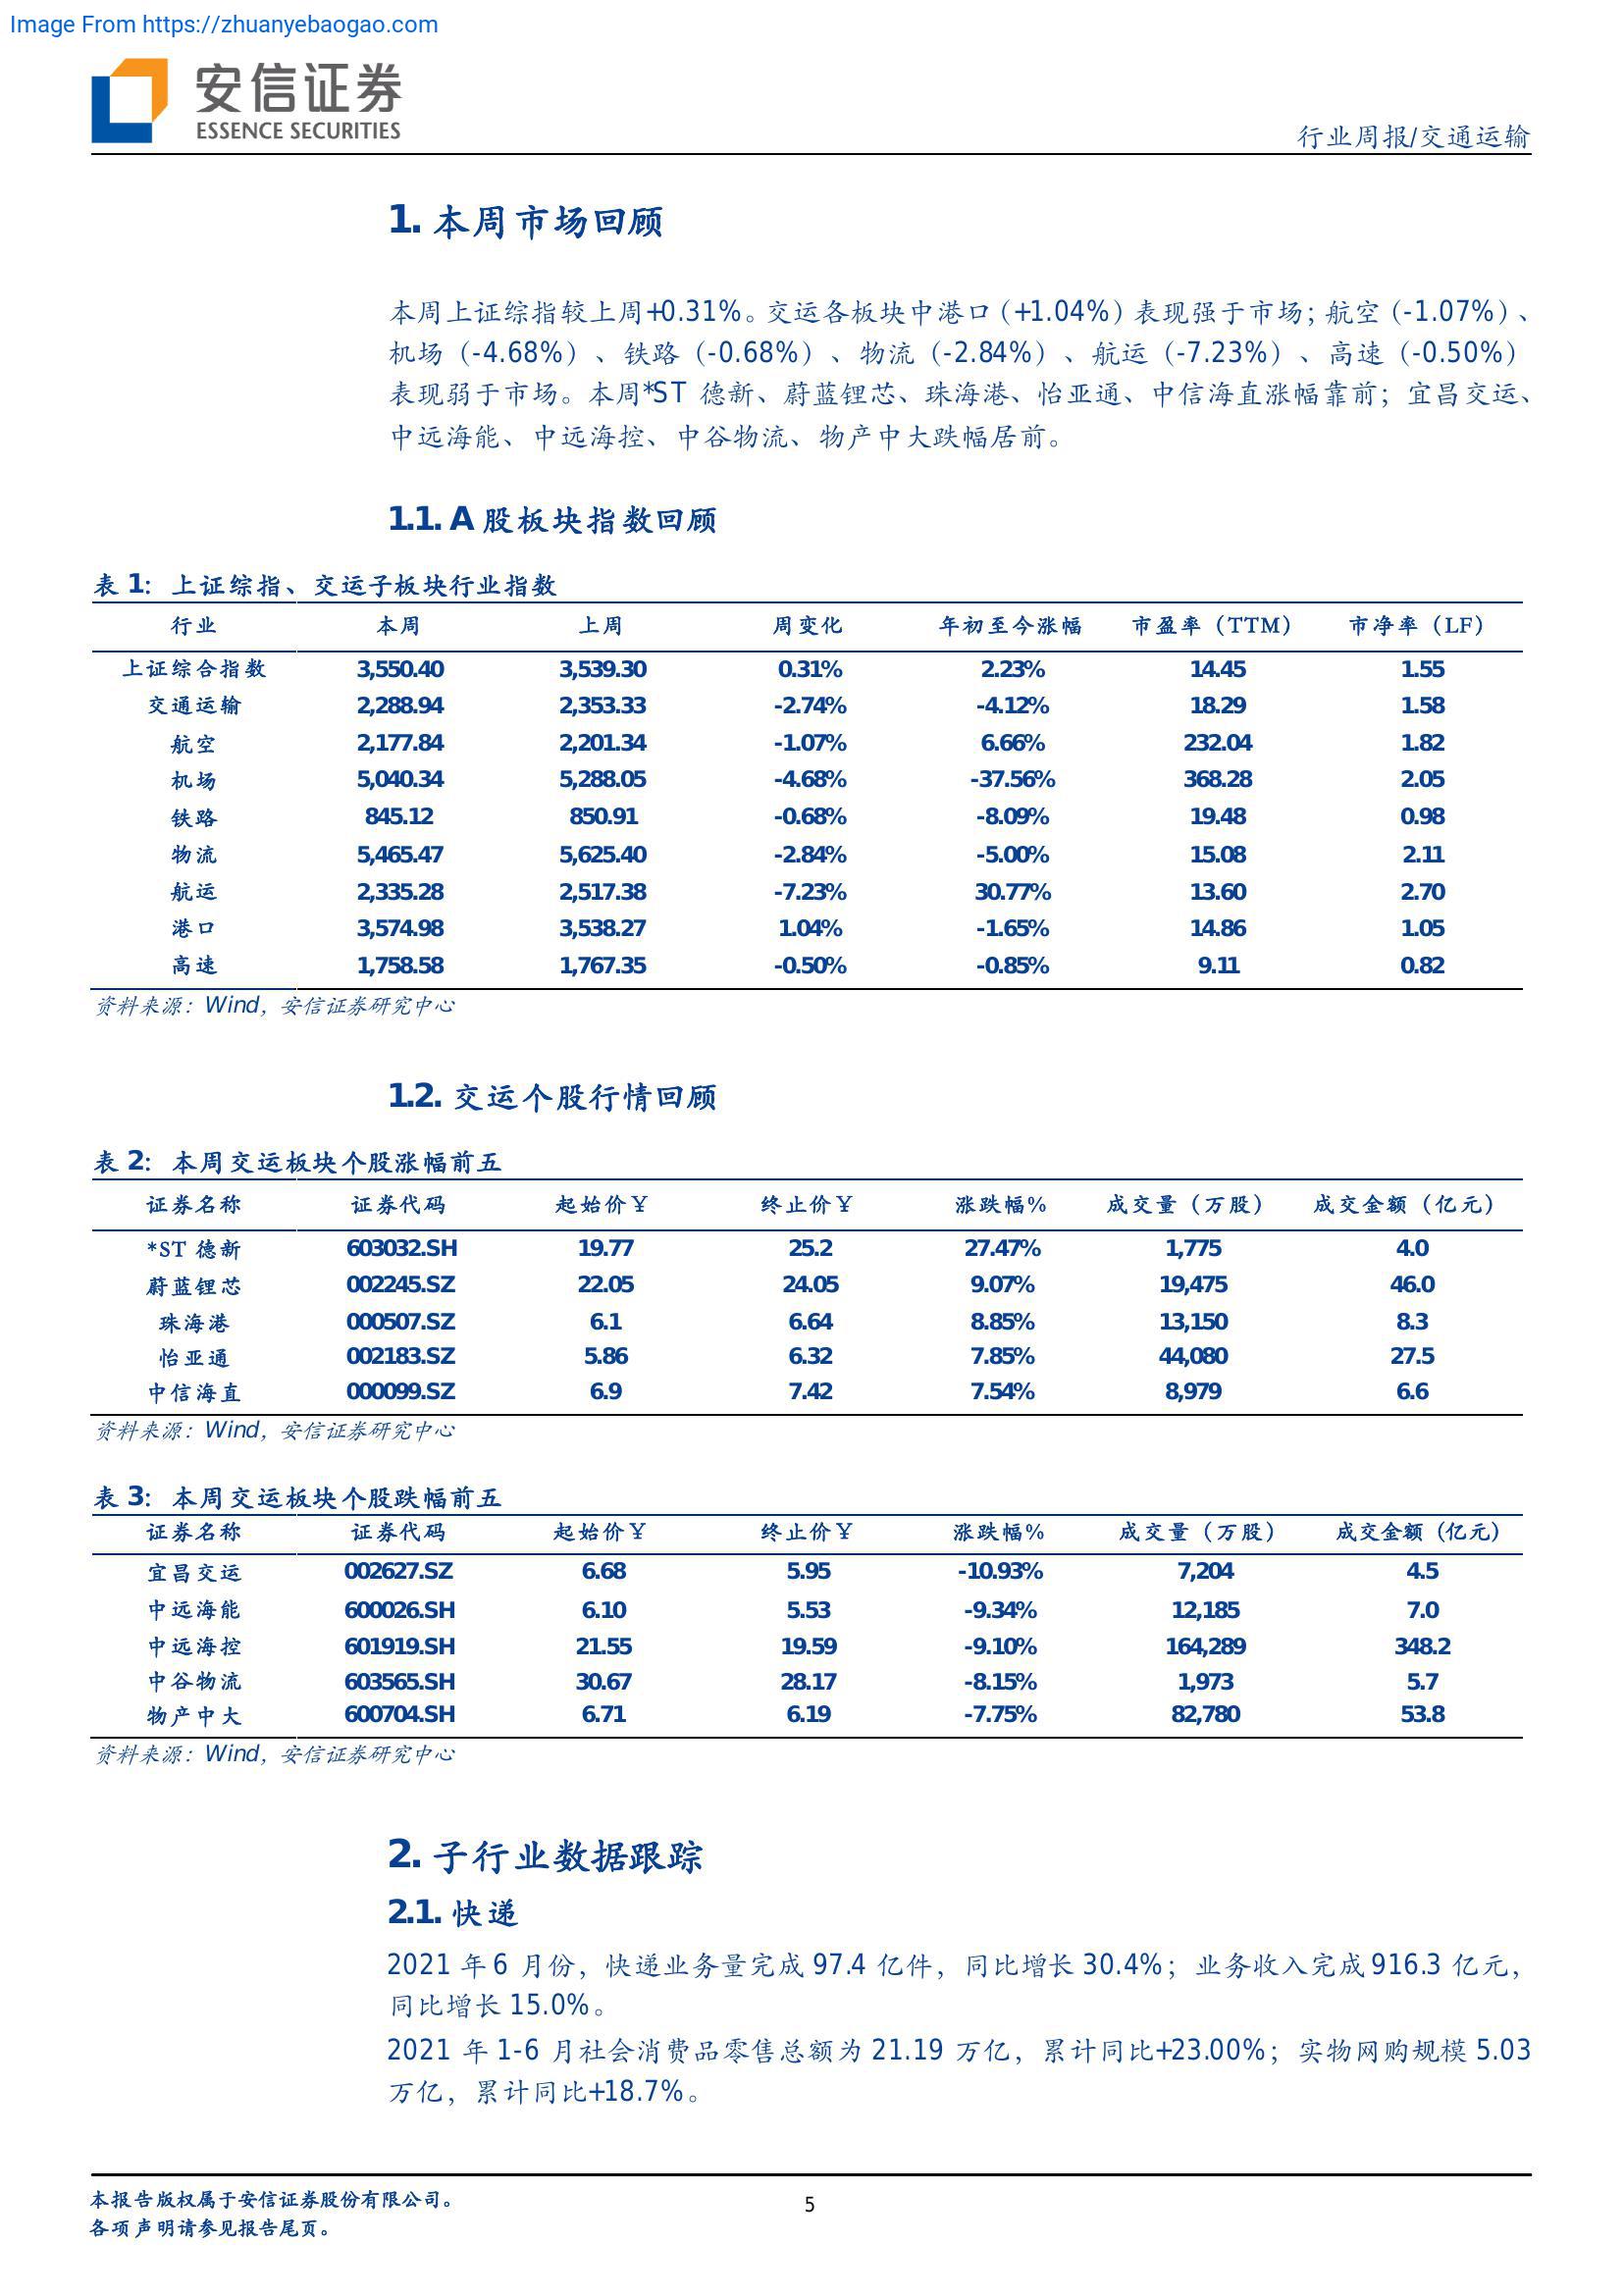 Image From https://zhuanyebaogao.com
安信证券
ESSENCE SECURITIES
行业周报/交通运输
1. 本周市场回顾
本周上证综指较上周+0.31%。交运各板块中港口（+1.04%）表现强于市场；航空（-1.07%）、
机场（-4.68%）、铁路（-0.68%）、物流（-2.84%）、航运（-7.23%）、高速（-0.50%）
表现弱于市场。本周*ST 德新、蔚蓝锂芯、珠海港、怡亚通、中信海直涨幅靠前；宜昌交运、
中远海能、中远海控、中谷物流、物产中大跌幅居前。
1.1. A 股板块指数回顾
表 1：上证综指、交运子板块行业指数
行业 本周 上周 周变化 年初至今涨幅 市盈率（TTM） 市净率（LF）
上证综合指数 3,550.40 3,539.30 0.31% 2.23% 14.45 1.55
交通运输 2,288.94 2,353.33 -2.74% -4.12% 18.29 1.58
航空 2,177.84 2,201.34 -1.07% 6.66% 232.04 1.82
机场 5,040.34 5,288.05 -4.68% -37.56% 368.28 2.05
铁路 845.12 850.91 -0.68% -8.09% 19.48 0.98
物流 5,465.47 5,625.40 -2.84% -5.00% 15.08 2.11
航运 2,335.28 2,517.38 -7.23% 30.77% 13.60 2.70
港口 3,574.98 3,538.27 1.04% -1.65% 14.86 1.05
高速 1,758.58 1,767.35 -0.50% -0.85% 9.11 0.82
资料来源：Wind，安信证券研究中心
1.2. 交运个股行情回顾
表 2：本周交运板块个股涨幅前五
证券名称 证券代码 起始价￥ 终止价￥ 涨跌幅% 成交量（万股） 成交金额（亿元）
*ST 德新 603032.SH 19.77 25.2 27.47% 1,775 4.0
蔚蓝锂芯 002245.SZ 22.05 24.05 9.07% 19,475 46.0
珠海港 000507.SZ 6.1 6.64 8.85% 13,150 8.3
怡亚通 002183.SZ 5.86 6.32 7.85% 44,080 27.5
中信海直 000099.SZ 6.9 7.42 7.54% 8,979 6.6
资料来源：Wind，安信证券研究中心
表 3：本周交运板块个股跌幅前五
证券名称 证券代码 起始价￥ 终止价￥ 涨跌幅% 成交量（万股） 成交金额（亿元）
宜昌交运 002627.SZ 6.68 5.95 -10.93% 7,204 4.5
中远海能 600026.SH 6.10 5.53 -9.34% 12,185 7.0
中远海控 601919.SH 21.55 19.59 -9.10% 164,289 348.2
中谷物流 603565.SH 30.67 28.17 -8.15% 1,973 5.7
物产中大 600704.SH 6.71 6.19 -7.75% 82,780 53.8
资料来源：Wind，安信证券研究中心
2. 子行业数据跟踪
2.1. 快递
2021 年 6 月份，快递业务量完成 97.4 亿件，同比增长 30.4%；业务收入完成 916.3 亿元，
同比增长 15.0%。
2021 年 1-6 月社会消费品零售总额为 21.19 万亿，累计同比+23.00%；实物网购规模 5.03
万亿，累计同比+18.7%。
本报告版权属于安信证券股份有限公司。
各项声明请参见报告尾页。
5